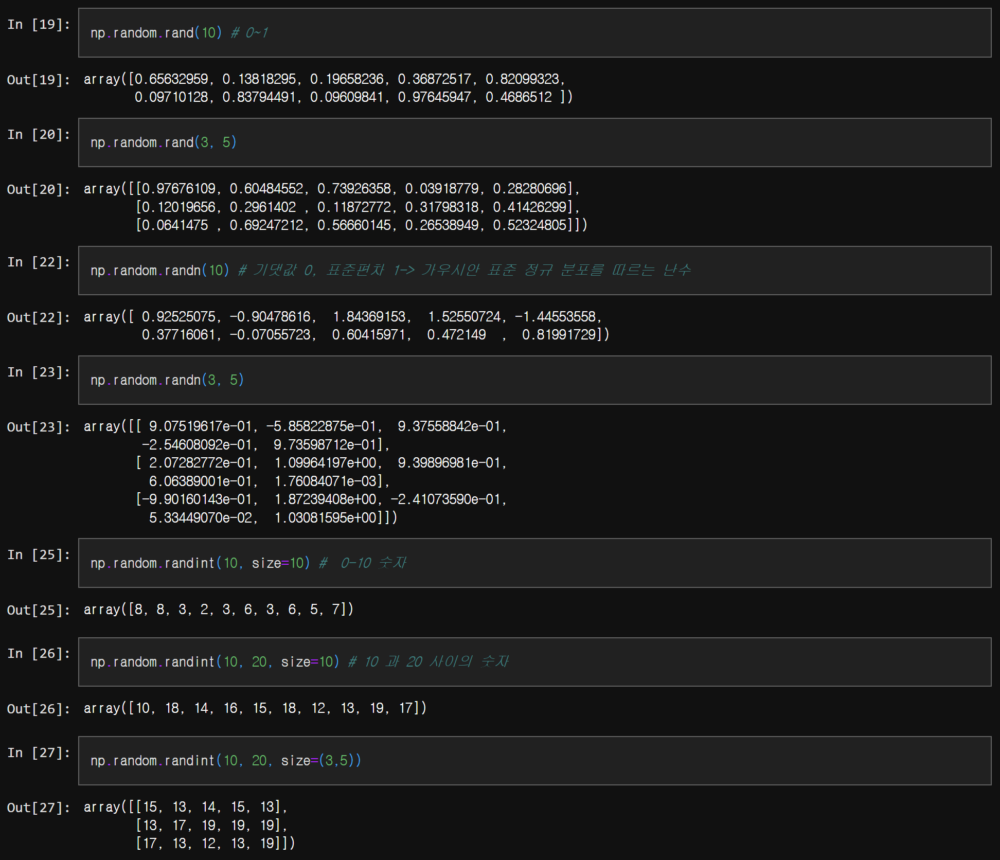 In [19]: np.random.rand(10) # 0~1
Out[19]: array([0.65632959, 0.13818295, 0.19658236, 0.36872517, 0.82099323,
0.09710128, 0.83794491, 0.09609841, 0.97645947, 0.4686512 ])
In [20]: np.random.rand(3, 5)
Out[20]: array([[0.97676109, 0.60484552, 0.73926358, 0.03918779, 0.28280696],
[0.12019656, 0.2961402 , 0.11872772, 0.31798318, 0.41426299],
[0.0641475 , 0.69247212, 0.56660145, 0.26538949, 0.52324805]])
In [22]: np.random.randn(10) # 기댓값 0, 표준편차 1-> 가우시안 표준 정규 분포를 따르는 난수
Out[22]: array([ 0.92525075, -0.90478616,  1.84369153,  1.52550724, -1.44553558,
0.37716061, -0.07055723,  0.60415971,  0.472149  ,  0.81991729])
In [23]: np.random.randn(3, 5)
Out[23]: array([[ 9.07519617e-01, -5.85822875e-01,  9.37558842e-01,
-2.54608092e-01,  9.73598712e-01],
[ 2.07282772e-01,  1.09964197e+00,  9.39896981e-01,
6.06389001e-01,  1.76084071e-03],
[-9.90160143e-01,  1.87239408e+00, -2.41073590e-01,
5.33449070e-02,  1.03081595e+00]])
In [25]: np.random.randint(10, size=10) #  0-10 숫자
Out[25]: array([8, 8, 3, 2, 3, 6, 3, 6, 5, 7])
In [26]: np.random.randint(10, 20, size=10) # 10 과 20 사이의 숫자
Out[26]: array([10, 18, 14, 16, 15, 18, 12, 13, 19, 17])
In [27]: np.random.randint(10, 20, size=(3,5))
Out[27]: array([[15, 13, 14, 15, 13],
[13, 17, 19, 19, 19],
[17, 13, 12, 13, 19]])